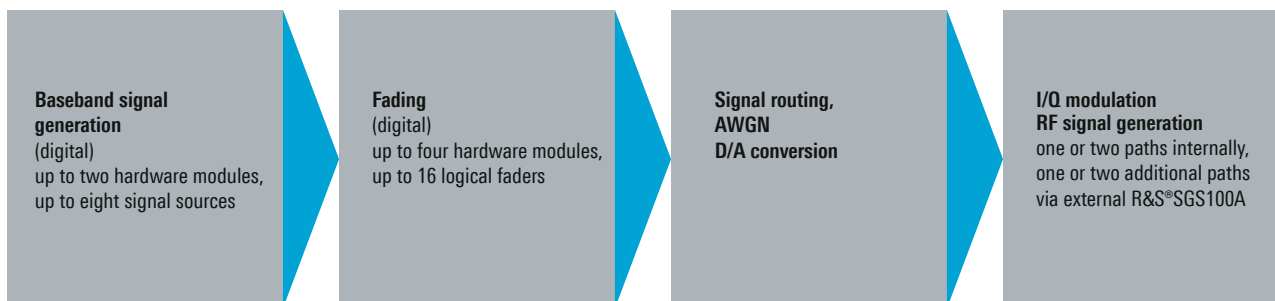 Baseband signal
generation
(digital)
up to two hardware modules,
up to eight signal sources
Fading
(digital)
up to four hardware modules,
up to 16 logical faders
Signal routing,
AWGN
D/A conversion
I/Q modulation
RF signal generation
one or two paths internally,
one or two additional paths
via external R&S®SGS100A